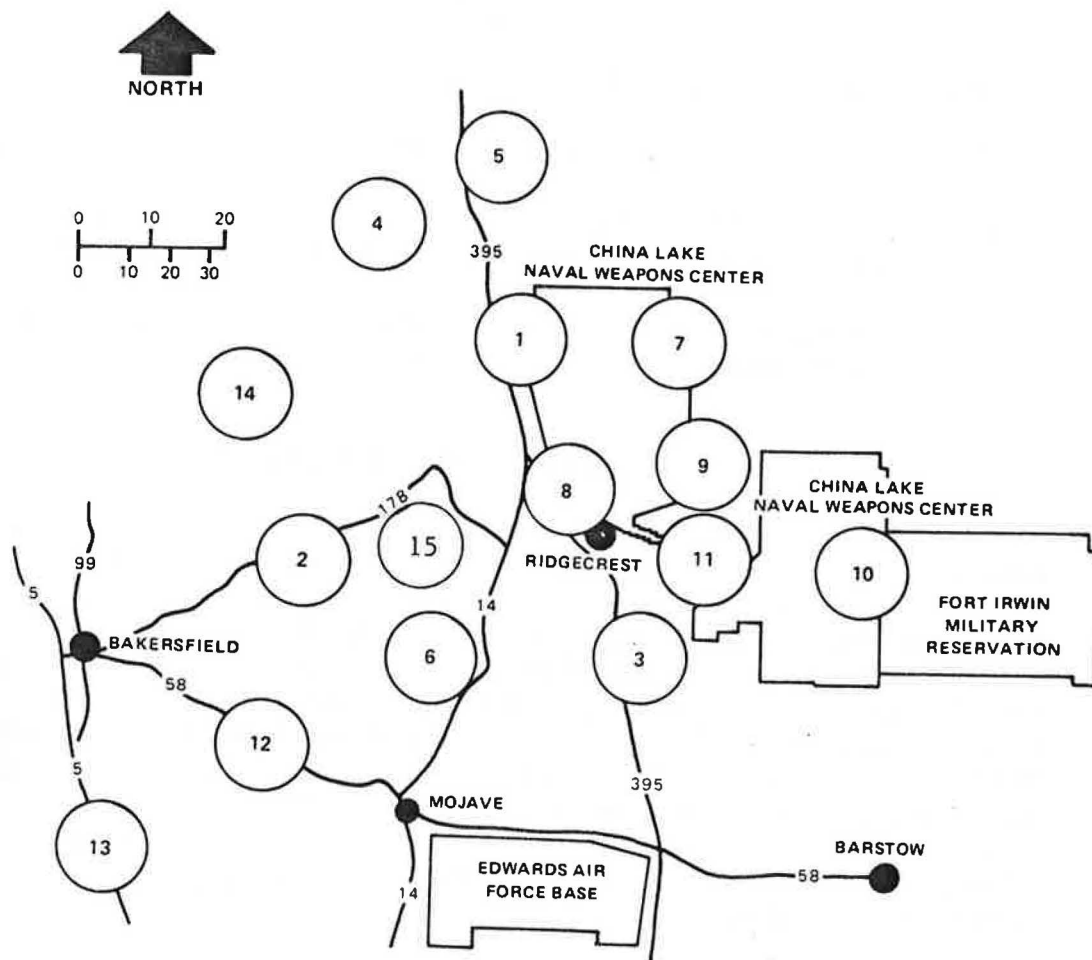 NORTH
5
4
0 10 20
0 10 20 30
395
CHINA LAKE
NAVAL WEAPONS CENTER
1
7
14
9
8
178
CHINA LAKE
NAVAL WEAPONS CENTER
99
2
15
RIDGECREST
11
10
5
14
FORT IRWIN
MILITARY
RESERVATION
BAKERSFIELD
6
3
58
12
5
395
MOJAVE
13
BARSTOW
EDWARDS AIR
FORCE BASE
58
14